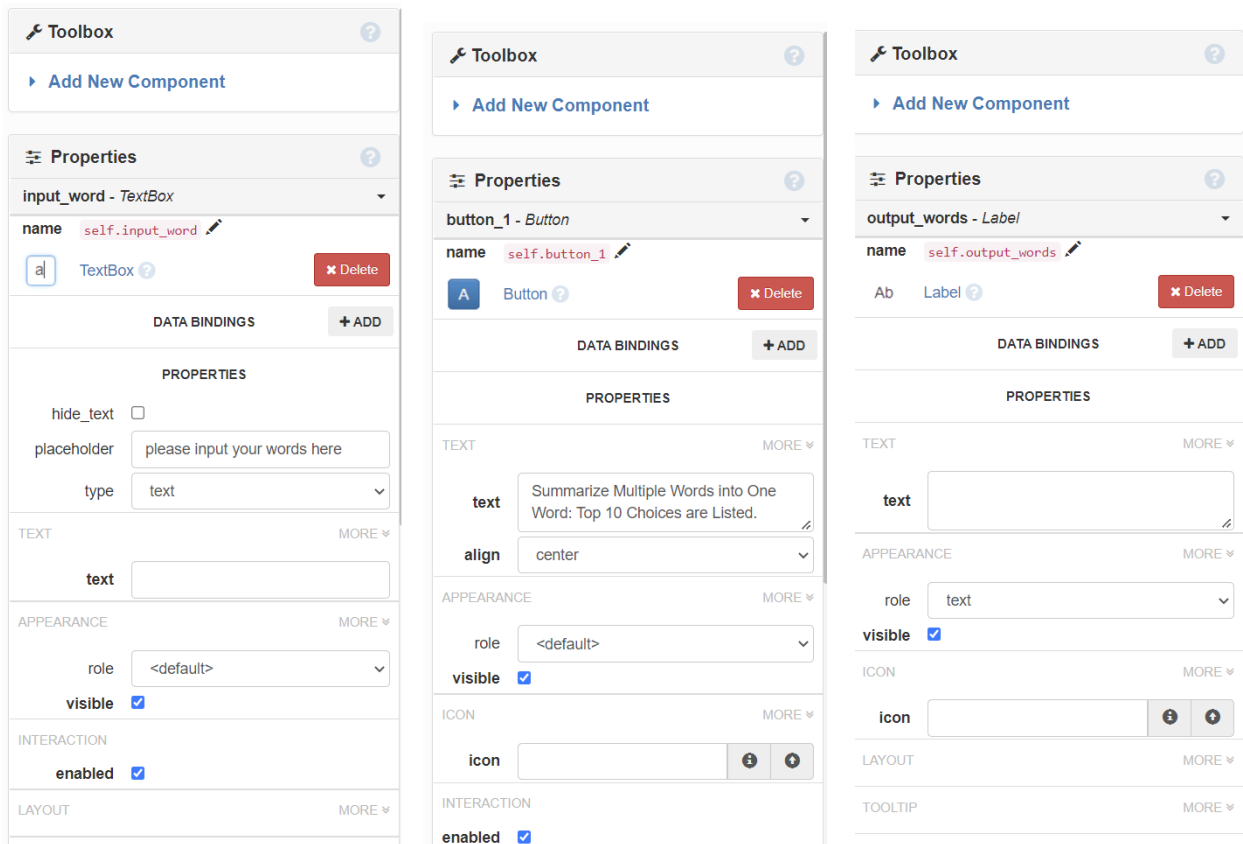 Toolbox
Add New Component
Properties
input_word - TextBox
name self.input_word
a TextBox
Delete
DATA BINDINGS
ADD
PROPERTIES
hide_text
placeholder please input your words here
type text
TEXT MORE
text
APPEARANCE MORE
role <default>
visible
INTERACTION
enabled
LAYOUT MORE
Toolbox
Add New Component
Properties
button_1 - Button
name self.button_1
A Button
Delete
DATA BINDINGS
ADD
PROPERTIES
TEXT MORE
text Summarize Multiple Words into One
Word: Top 10 Choices are Listed.
align center
APPEARANCE MORE
role <default>
visible
ICON MORE
icon
INTERACTION
enabled
Toolbox
Add New Component
Properties
output_words - Label
name self.output_words
Ab Label
Delete
DATA BINDINGS
ADD
PROPERTIES
TEXT MORE
text
APPEARANCE MORE
role text
visible
ICON MORE
icon
LAYOUT MORE
TOOLTIP MORE